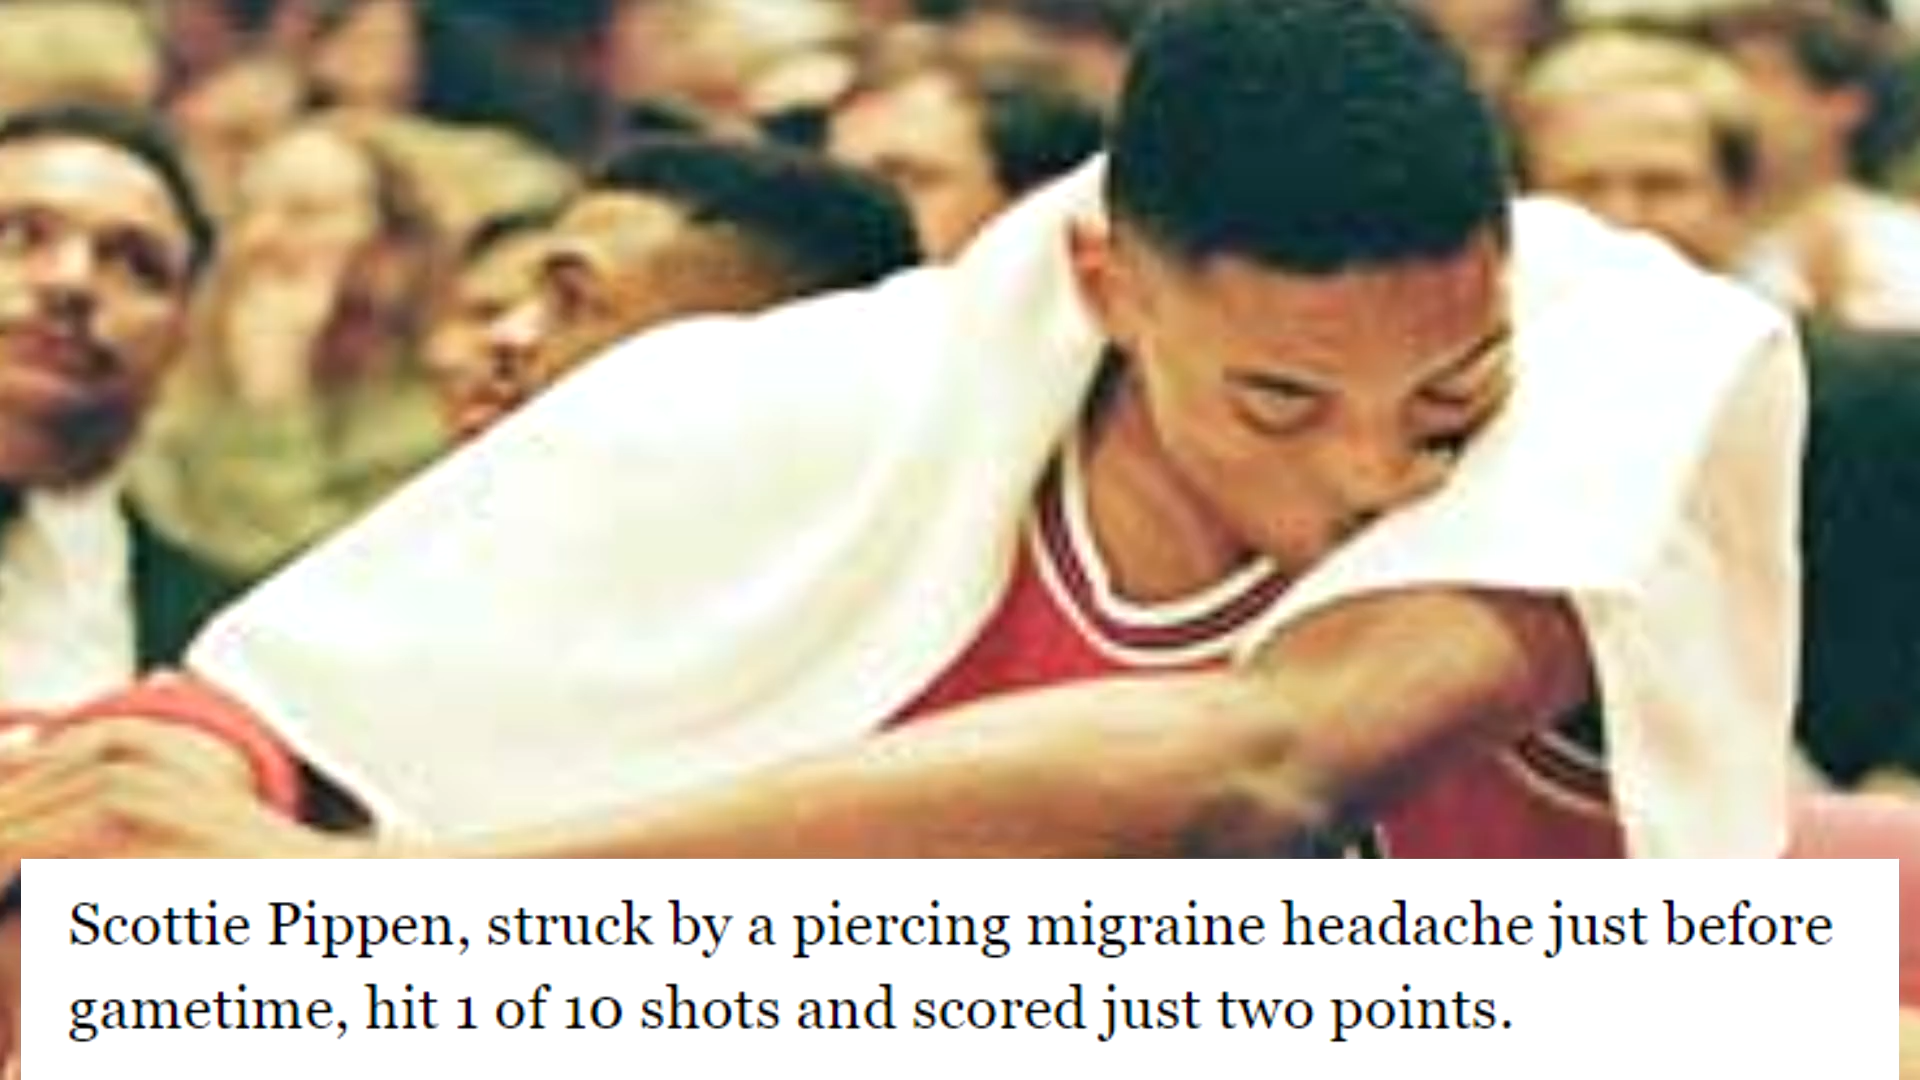 Scottie Pippen, struck by a piercing migraine headache just before
gametime, hit 1 of 10 shots and scored just two points.